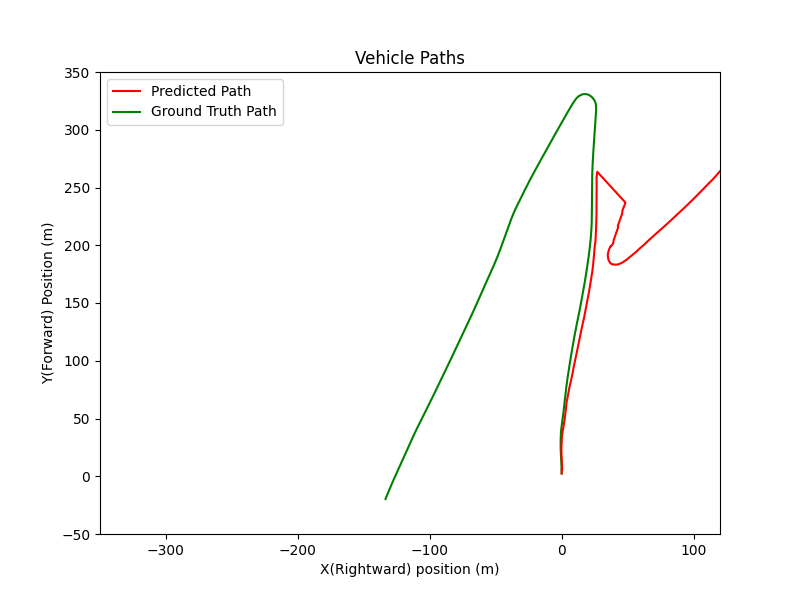 Vehicle Paths
Predicted Path
Ground Truth Path
350
300
250
200
150
100
50
0
−50
Y(Forward) Position (m)
−300
−200
−100
0
100
X(Rightward) position (m)